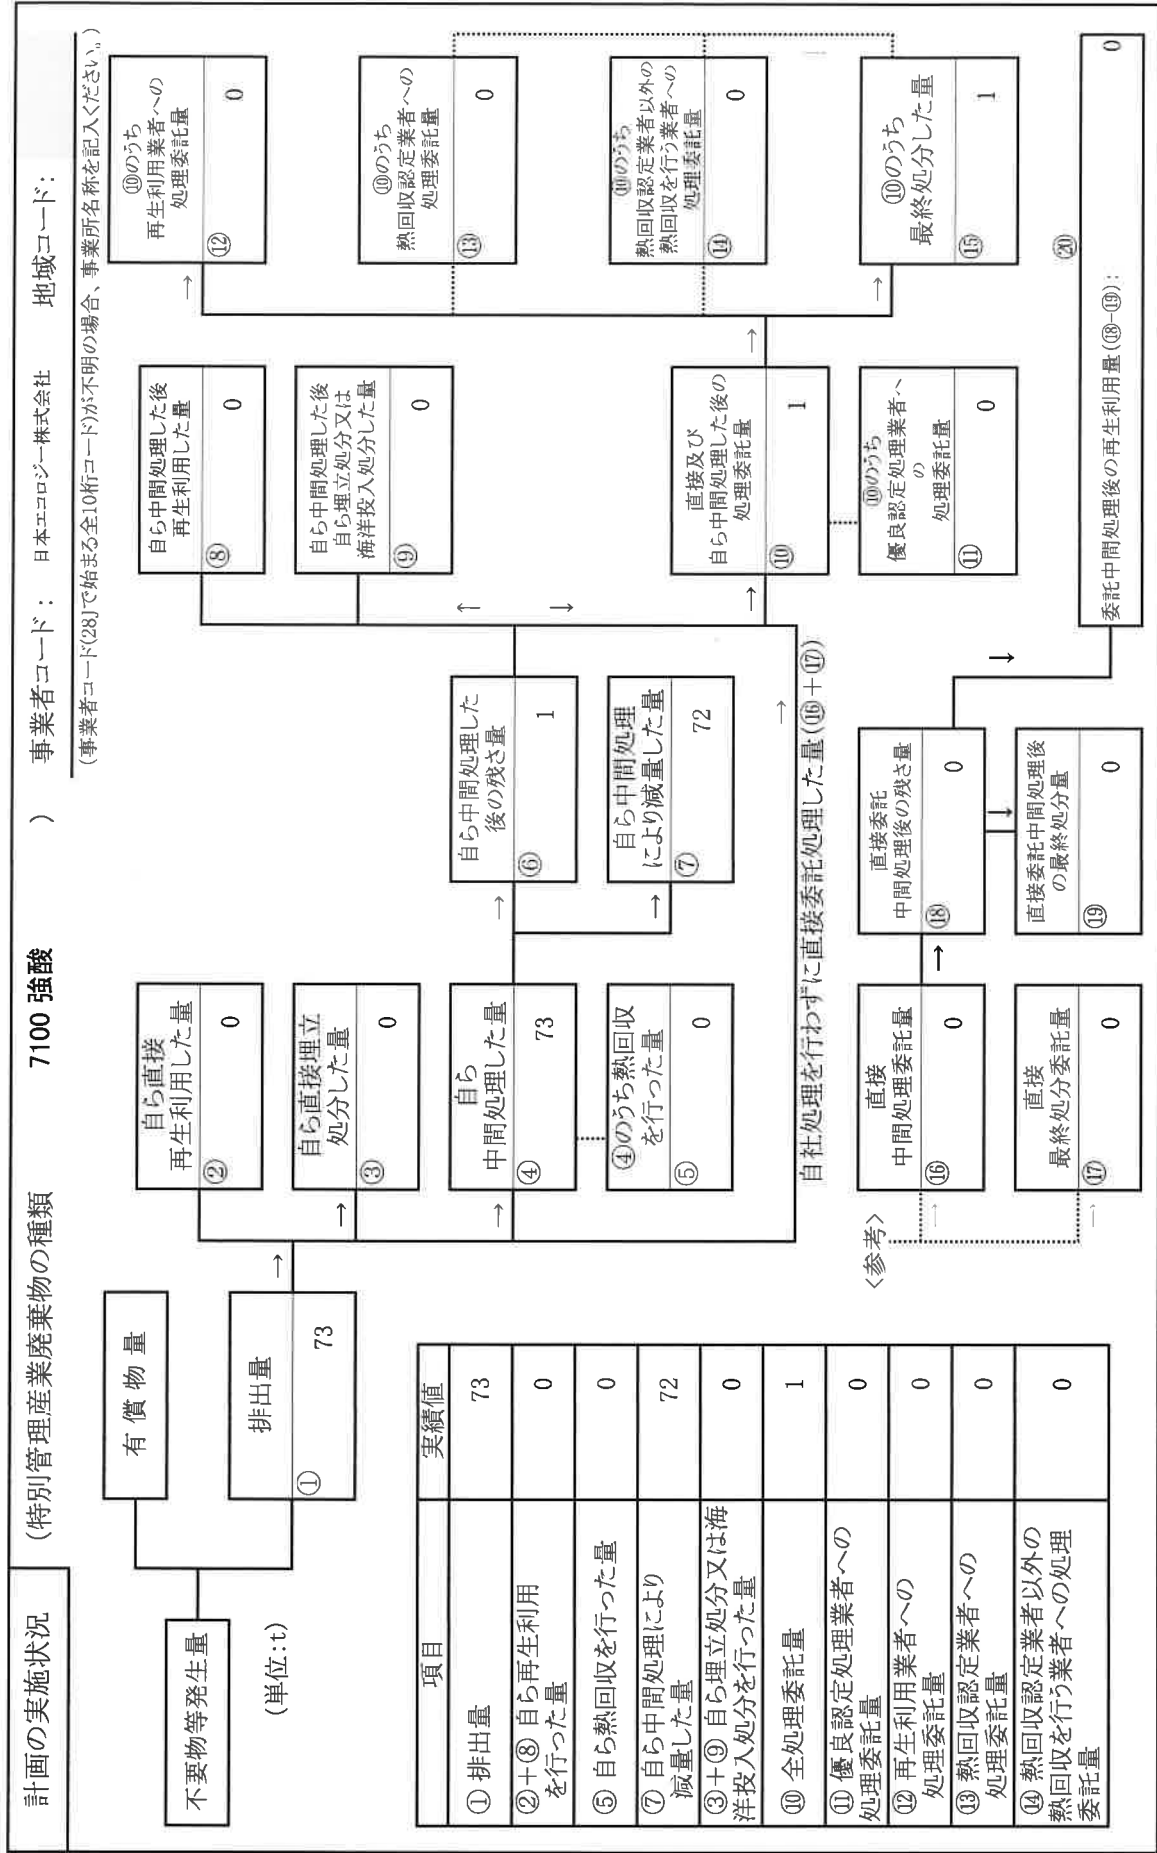 計画の実施状況
(特別管理産業廃棄物の種類 7100 強酸 )
事業者コード: 日本エコロジー株式会社 地域コード:
(事業者コード(「28」で始まる全10桁コード)が不明の場合、事業所名称を記入ください。)
不要物等発生量
(単位:t)
有償物量
排出量
① 73
自ら直接
再生利用した量
② 0
自ら直接埋立
処分した量
③ 0
自ら
中間処理した量
④ 73
④のうち熱回収
を行った量
⑤ 0
自ら中間処理した
後の残さ量
⑥ 1
自ら中間処理
により減量した量
⑦ 72
自ら中間処理した後
再生利用した量
⑧ 0
自ら中間処理した後
自ら埋立処分又は
海洋投入処分した量
⑨ 0
直接及び
自ら中間処理した後の
処理委託量
⑩ 1
⑩のうち
優良認定処理業者へ
の
処理委託量
⑪ 0
⑩のうち
再生利用業者への
処理委託量
⑫ 0
⑩のうち
熱回収認定業者への
処理委託量
⑬ 0
⑩のうち
熱回収認定業者以外の
熱回収を行う業者への
処理委託量
⑭ 0
⑩のうち
最終処分した量
⑮ 1
自社処理を行わずに直接委託処理した量(⑯+⑰)
<参考>
直接
中間処理委託量
⑯ 0
直接
最終処分委託量
⑰ 0
直接委託
中間処理後の残さ量
⑱ 0
直接委託中間処理後
の最終処分量
⑲ 0
⑳
委託中間処理後の再生利用量(⑱-⑲): 0
項目 実績値
① 排出量 73
②+⑧ 自ら再生利用
を行った量 0
⑤ 自ら熱回収を行った量 0
⑦ 自ら中間処理により
減量した量 72
③+⑨ 自ら埋立処分又は海
洋投入処分を行った量 0
⑩ 全処理委託量 1
⑪ 優良認定処理業者への
処理委託量 0
⑫ 再生利用業者への
処理委託量 0
⑬ 熱回収認定業者への
処理委託量 0
⑭ 熱回収認定業者以外の
熱回収を行う業者への処理
委託量 0